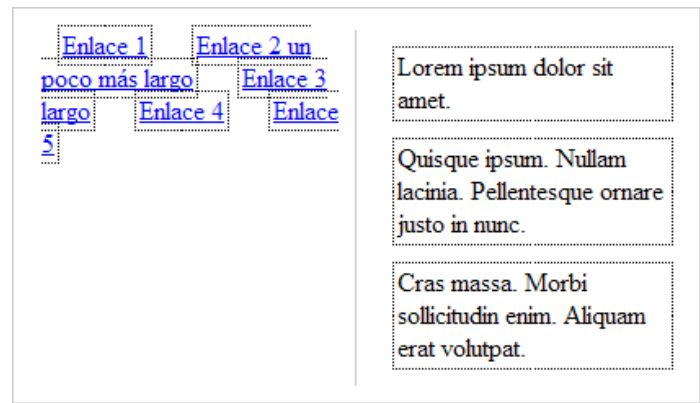 Enlace 1 Enlace 2 un
poco más largo Enlace 3
largo Enlace 4 Enlace
5
Lorem ipsum dolor sit
amet.
Quisque ipsum. Nullam
lacinia. Pellentesque ornare
justo in nunc.
Cras massa. Morbi
sollicitudin enim. Aliquam
erat volutpat.